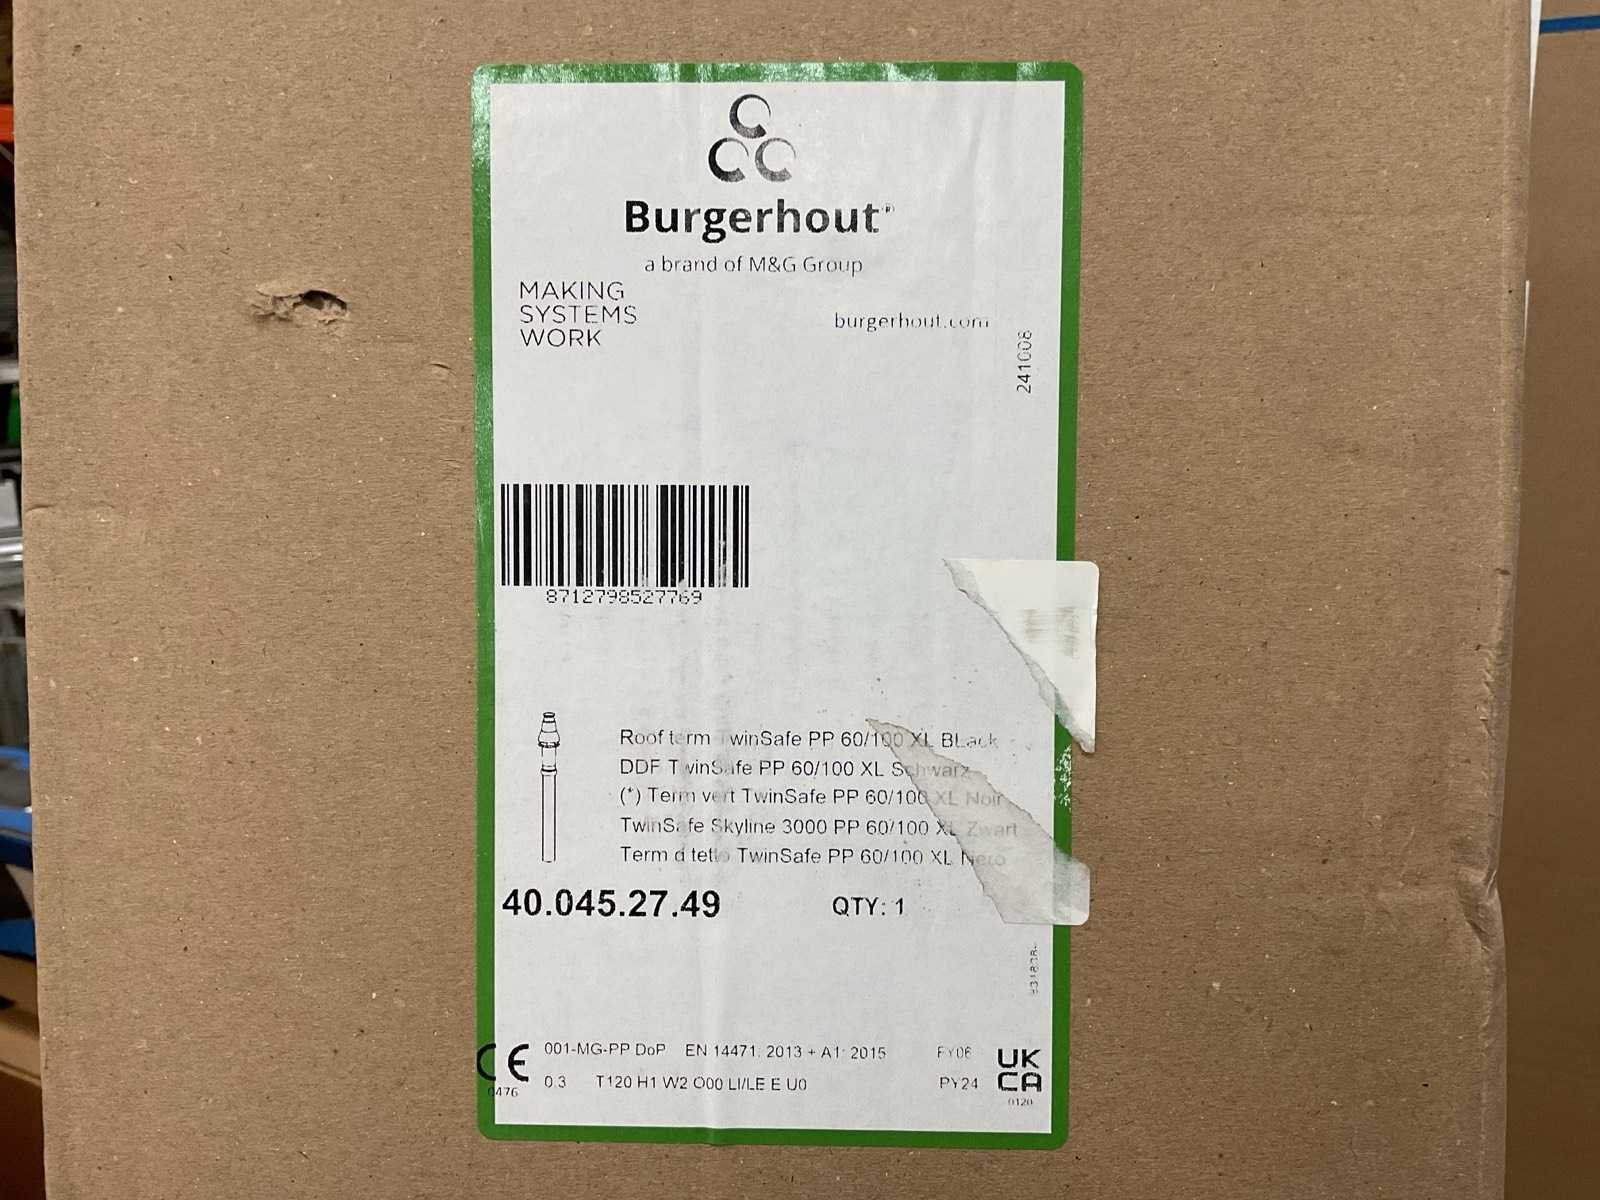 Burgerhout®
a brand of M&G Group
MAKING
SYSTEMS
WORK
burgerhout.com
241008
8712798527769
Roof term TwinSafe PP 60/100 XL BLack
DDF TwinSafe PP 60/100 XL Schwarz
(*) Term vert TwinSafe PP 60/100 XL Noir
TwinSafe Skyline 3000 PP 60/100 XL Zwart
Term di tetto TwinSafe PP 60/100 XL Nero
40.045.27.49 QTY: 1
CE 001-MG-PP DoP EN 14471: 2013 + A1: 2015 FY06 UK
0476 0.3 T120 H1 W2 O00 LI/LE E U0 PY24 CA
0120